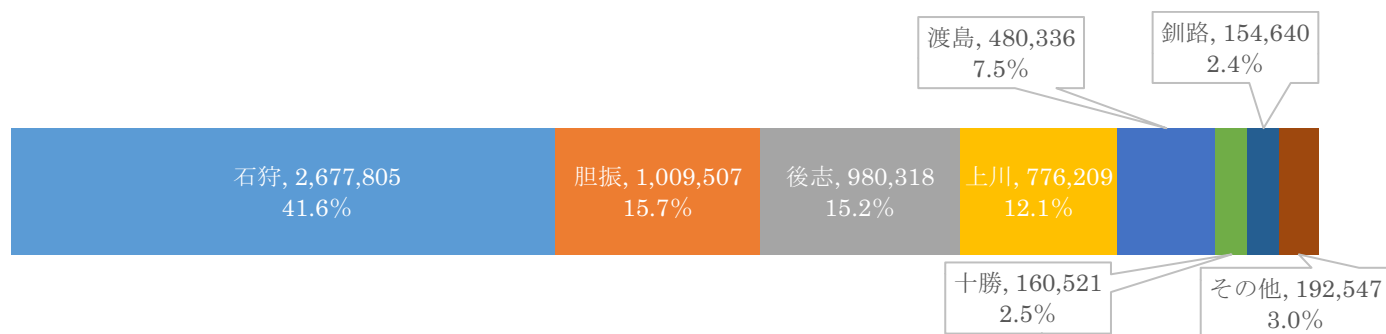 渡島, 480,336
7.5%
釧路, 154,640
2.4%
石狩, 2,677,805
41.6%
胆振, 1,009,507
15.7%
後志, 980,318
15.2%
上川, 776,209
12.1%
十勝, 160,521
2.5%
その他, 192,547
3.0%